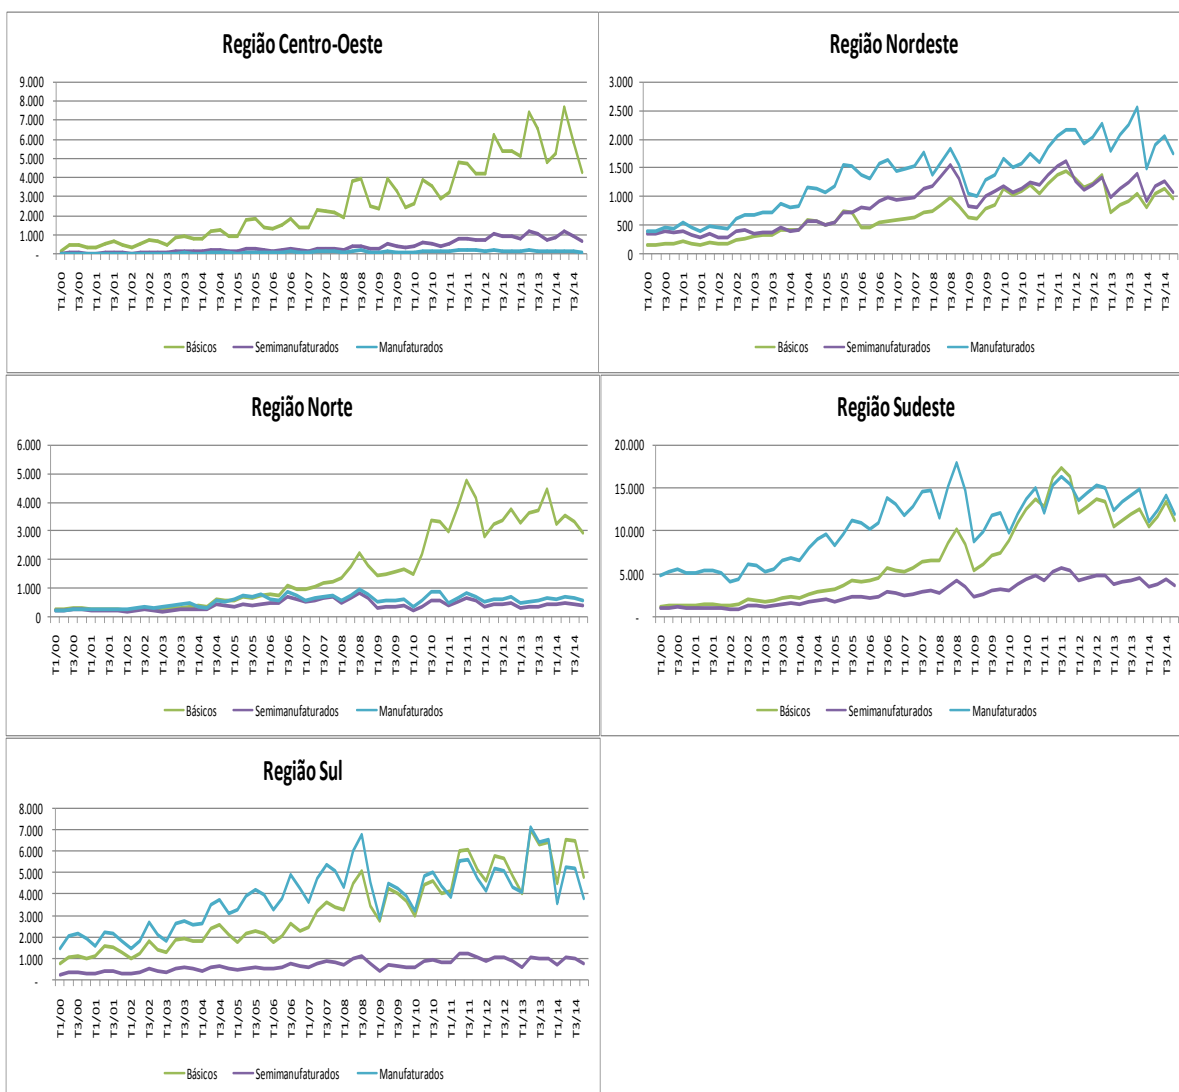 Região Centro-Oeste
9.000
8.000
7.000
6.000
5.000
4.000
3.000
2.000
1.000
-
T1/00 T3/00 T1/01 T3/01 T1/02 T3/02 T1/03 T3/03 T1/04 T3/04 T1/05 T3/05 T1/06 T3/06 T1/07 T3/07 T1/08 T3/08 T1/09 T3/09 T1/10 T3/10 T1/11 T3/11 T1/12 T3/12 T1/13 T3/13 T1/14 T3/14
Básicos Semimanufaturados Manufaturados
Região Nordeste
3.000
2.500
2.000
1.500
1.000
500
0
T1/00 T3/00 T1/01 T3/01 T1/02 T3/02 T1/03 T3/03 T1/04 T3/04 T1/05 T3/05 T1/06 T3/06 T1/07 T3/07 T1/08 T3/08 T1/09 T3/09 T1/10 T3/10 T1/11 T3/11 T1/12 T3/12 T1/13 T3/13 T1/14 T3/14
Básicos Semimanufaturados Manufaturados
Região Norte
6.000
5.000
4.000
3.000
2.000
1.000
0
T1/00 T3/00 T1/01 T3/01 T1/02 T3/02 T1/03 T3/03 T1/04 T3/04 T1/05 T3/05 T1/06 T3/06 T1/07 T3/07 T1/08 T3/08 T1/09 T3/09 T1/10 T3/10 T1/11 T3/11 T1/12 T3/12 T1/13 T3/13 T1/14 T3/14
Básicos Semimanufaturados Manufaturados
Região Sudeste
20.000
15.000
10.000
5.000
-
T1/00 T3/00 T1/01 T3/01 T1/02 T3/02 T1/03 T3/03 T1/04 T3/04 T1/05 T3/05 T1/06 T3/06 T1/07 T3/07 T1/08 T3/08 T1/09 T3/09 T1/10 T3/10 T1/11 T3/11 T1/12 T3/12 T1/13 T3/13 T1/14 T3/14
Básicos Semimanufaturados Manufaturados
Região Sul
8.000
7.000
6.000
5.000
4.000
3.000
2.000
1.000
-
T1/00 T3/00 T1/01 T3/01 T1/02 T3/02 T1/03 T3/03 T1/04 T3/04 T1/05 T3/05 T1/06 T3/06 T1/07 T3/07 T1/08 T3/08 T1/09 T3/09 T1/10 T3/10 T1/11 T3/11 T1/12 T3/12 T1/13 T3/13 T1/14 T3/14
Básicos Semimanufaturados Manufaturados